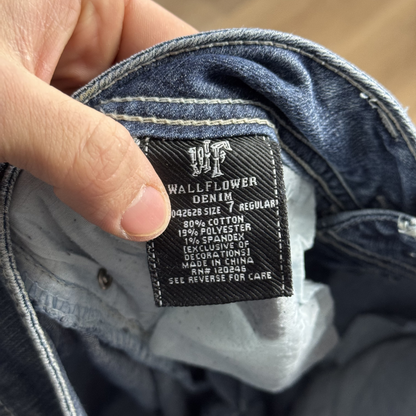 WF
WALLFLOWER
DENIM
04262B SIZE 7 REGULAR
80% COTTON
19% POLYESTER
1% SPANDEX
[EXCLUSIVE OF
DECORATIONS]
MADE IN CHINA
RN# 120246
SEE REVERSE FOR CARE